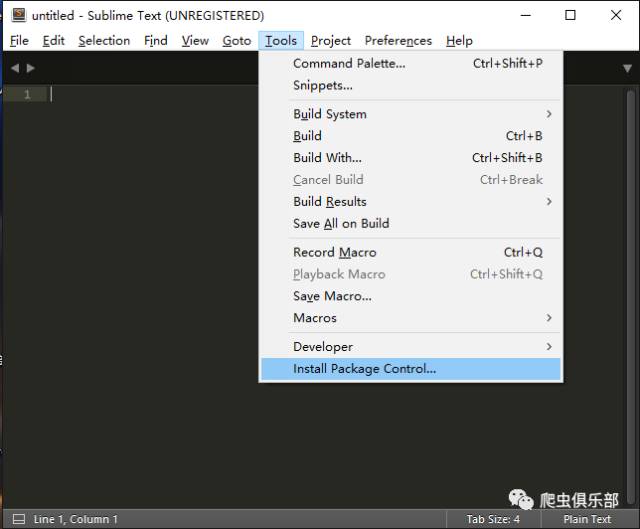 untitled - Sublime Text (UNREGISTERED)
File Edit Selection Find View Goto Tools Project Preferences Help
1
Command Palette... Ctrl+Shift+P
Snippets...
Build System
Build Ctrl+B
Build With... Ctrl+Shift+B
Cancel Build Ctrl+Break
Build Results
Save All on Build
Record Macro Ctrl+Q
Playback Macro Ctrl+Shift+Q
Save Macro...
Macros
Developer
Install Package Control...
爬虫俱乐部
Line 1, Column 1 Tab Size: 4 Plain Text